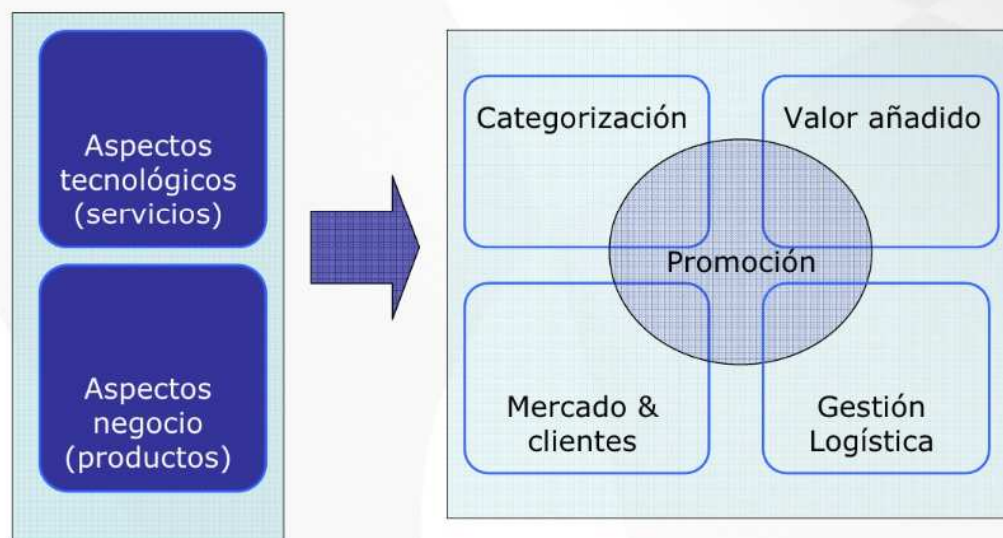 Aspectos
tecnológicos
(servicios)
Aspectos
negocio
(productos)
Categorización
Valor añadido
Promoción
Mercado &
clientes
Gestión
Logística